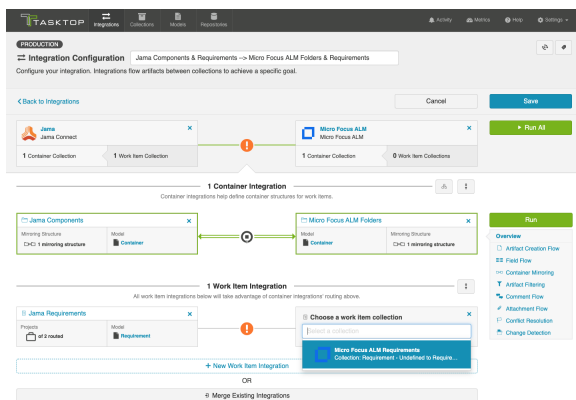 TASKTOP
Integrations
Collections
Models
Repositories
Activity
Metrics
Help
Settings
PRODUCTION
Integration Configuration
Jama Components & Requirements --> Micro Focus ALM Folders & Requirements
Configure your integration. Integrations flow artifacts between collections to achieve a specific goal.
Back to Integrations
Cancel
Save
Jama
Jama Connect
1 Container Collection
1 Work Item Collection
Micro Focus ALM
Micro Focus ALM
1 Container Collection
0 Work Item Collections
Run All
1 Container Integration
Container integrations help define container structures for work items.
Jama Components
Mirroring Structure
1 mirroring structure
Model
Container
Micro Focus ALM Folders
Model
Container
Mirroring Structure
1 mirroring structure
Run
Overview
Artifact Creation Flow
Field Flow
Container Mirroring
Artifact Filtering
Comment Flow
Attachment Flow
Conflict Resolution
Change Detection
1 Work Item Integration
All work item integrations below will take advantage of container integrations' routing above.
Jama Requirements
Projects
of 2 routed
Model
Requirement
Choose a work item collection
Select a collection
Micro Focus ALM Requirements
Collection: Requirement - Undefined to Require...
+ New Work Item Integration
OR
Merge Existing Integrations